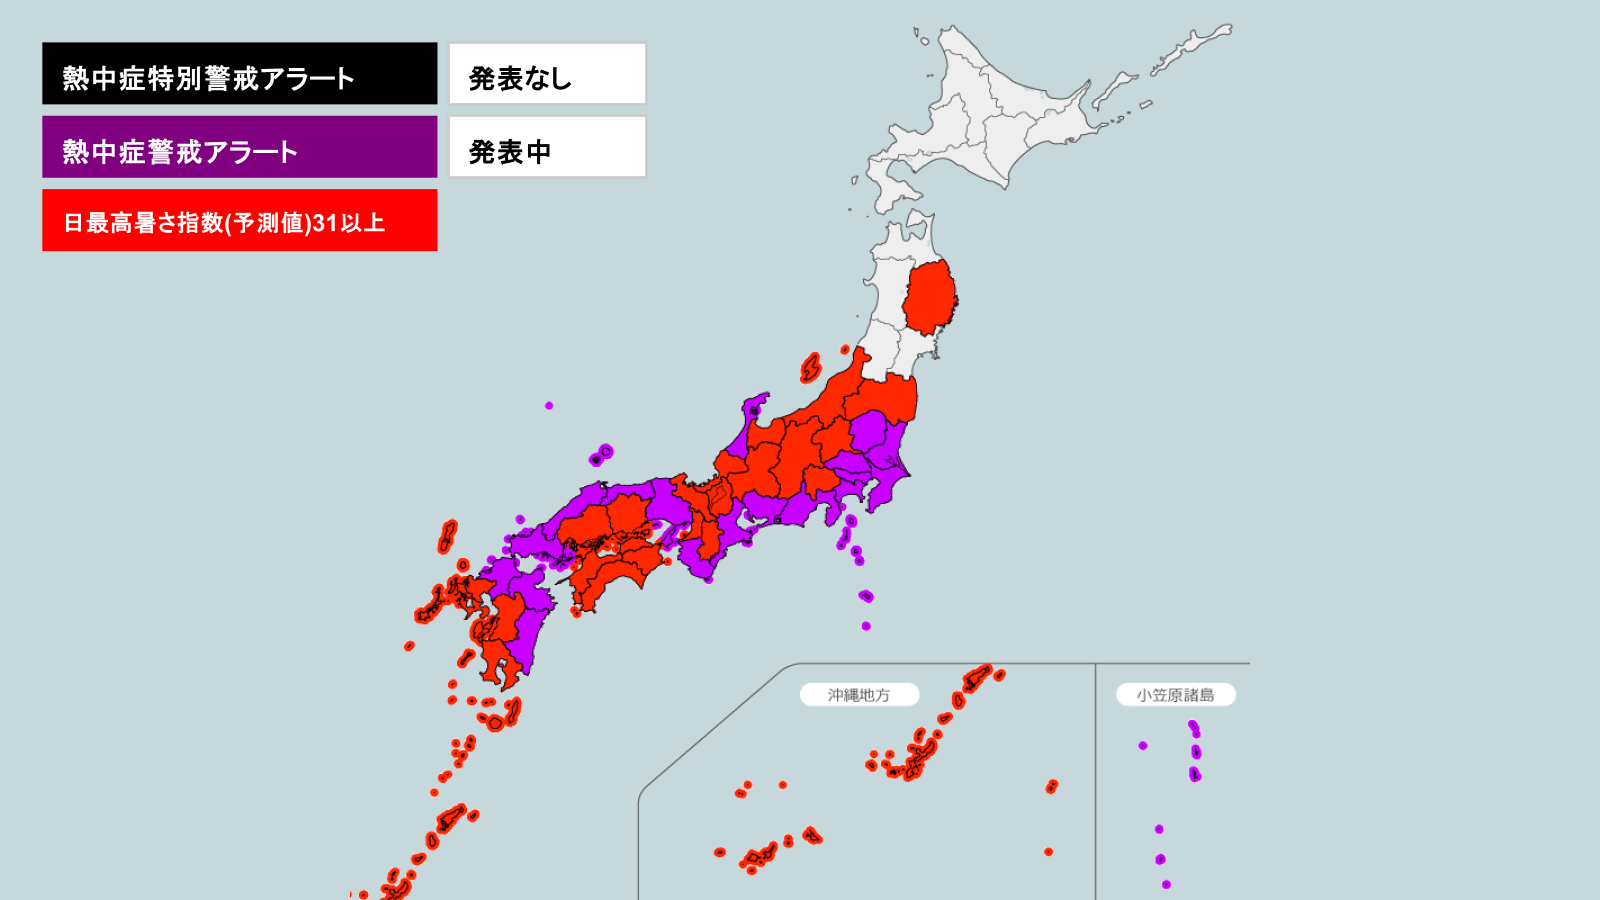 熱中症特別警戒アラート
発表なし
熱中症警戒アラート
発表中
日最高暑さ指数(予測値)31以上
沖縄地方
小笠原諸島